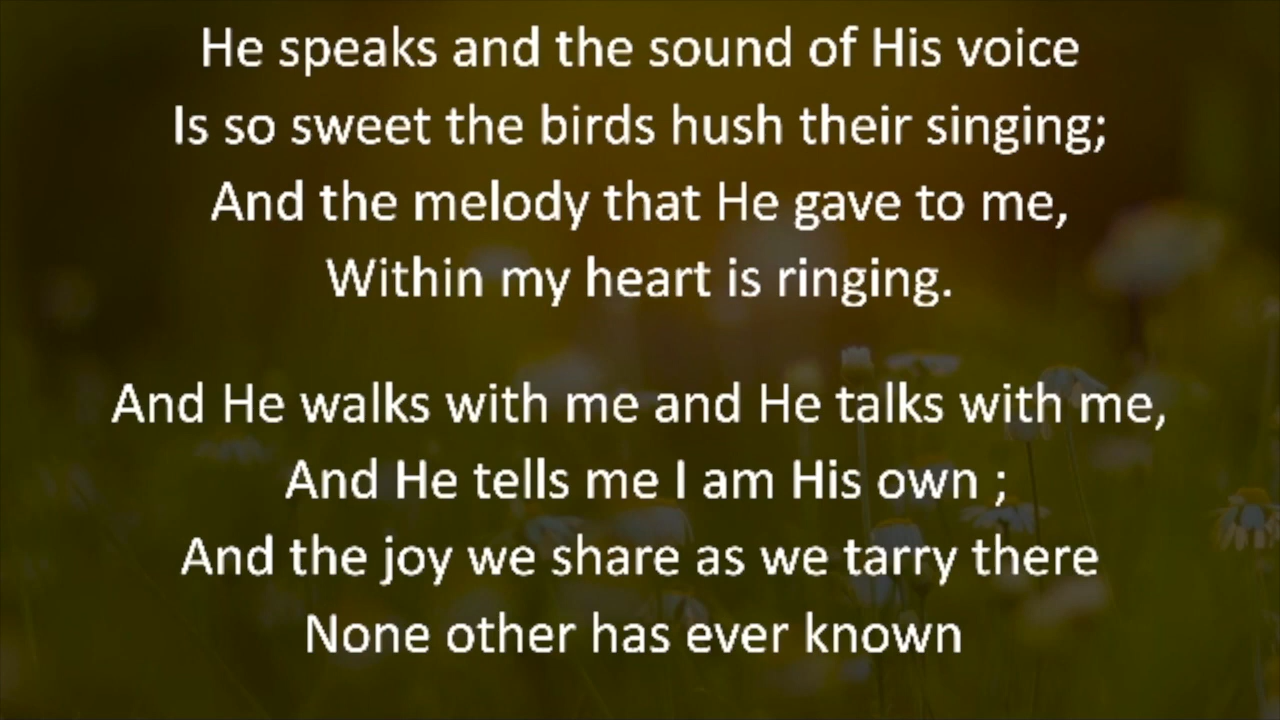 He speaks and the sound of His voice
Is so sweet the birds hush their singing;
And the melody that He gave to me,
Within my heart is ringing.
And He walks with me and He talks with me,
And He tells me I am His own ;
And the joy we share as we tarry there
None other has ever known